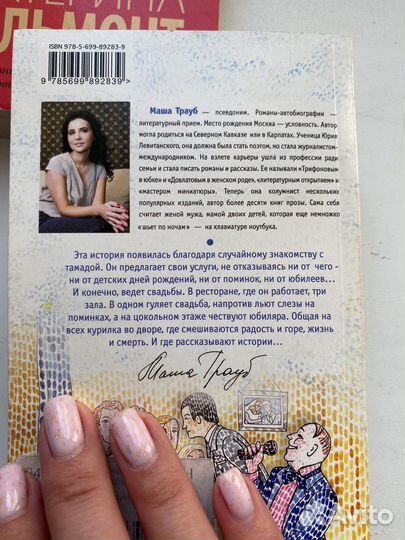 ЛЬМОНТ
ISBN 978-5-699-89283-9
9 785699 892839 >
Маша Трауб — псевдоним. Романы-автобиографии —
литературный прием. Место рождения Москва — условность. Автор
могла родиться на Северном Кавказе или в Карпатах. Ученица Юрия
Левитанского, она должна была стать поэтом, но стала журналистом-
международником. На взлете карьеры ушла из профессии ради
семьи и стала писать романы и рассказы. Ее называли «Трифоновым
в юбке» и «Довлатовым в женском роде», «литературным открытием» и
«мастером миниатюры». Теперь она колумнист нескольких
популярных изданий, автор более десяти книг прозы. Сама себя
считает женой мужа, мамой двоих детей, которая еще немножко
«шьет по ночам» — на клавиатуре ноутбука.
Эта история появилась благодаря случайному знакомству с
тамадой. Он предлагает свои услуги, не отказываясь ни от чего -
ни от детских дней рождений, ни от поминок, ни от юбилеев...
И конечно, ведет свадьбы. В ресторане, где он работает, три
зала. В одном гуляет свадьба, напротив льют слезы на
поминках, а на цокольном этаже чествуют юбиляра. Общая на
всех курилка во дворе, где смешиваются радость и горе, жизнь
и смерть. И где рассказывают истории...
Маша Трауб
Avito